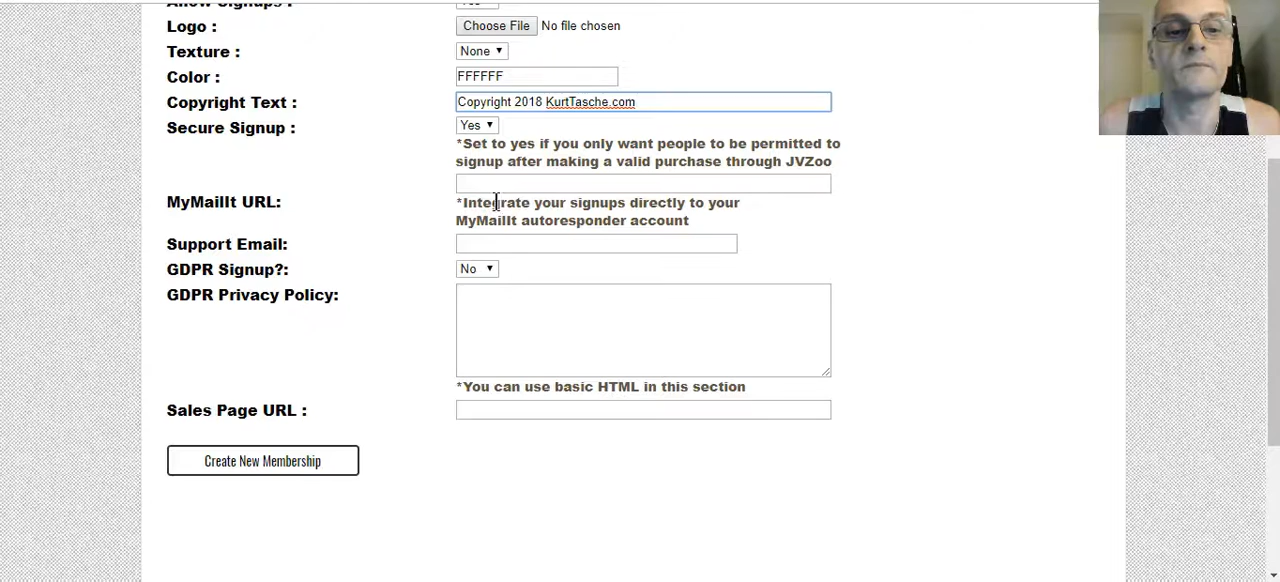 Allow Signups :
Yes
Logo :
Choose File No file chosen
Texture :
None
Color :
FFFFFF
Copyright Text :
Copyright 2018 KurtTasche.com
Secure Signup :
Yes
*Set to yes if you only want people to be permitted to
signup after making a valid purchase through JVZoo
MyMailIt URL:
*Integrate your signups directly to your
MyMailIt autoresponder account
Support Email:
GDPR Signup?:
No
GDPR Privacy Policy:
*You can use basic HTML in this section
Sales Page URL :
Create New Membership